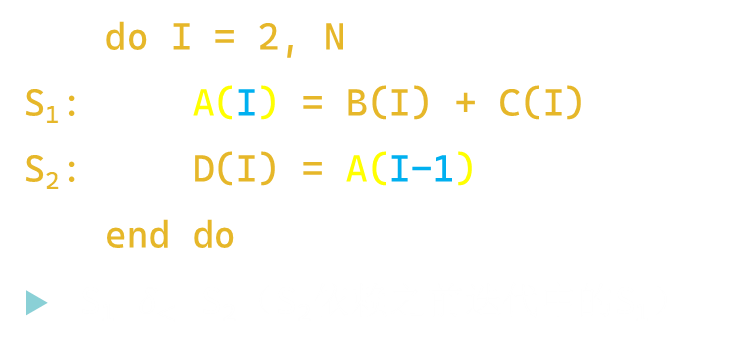 do I = 2, N
S₁: A(I) = B(I) + C(I)
S₂: D(I) = A(I−1)
end do